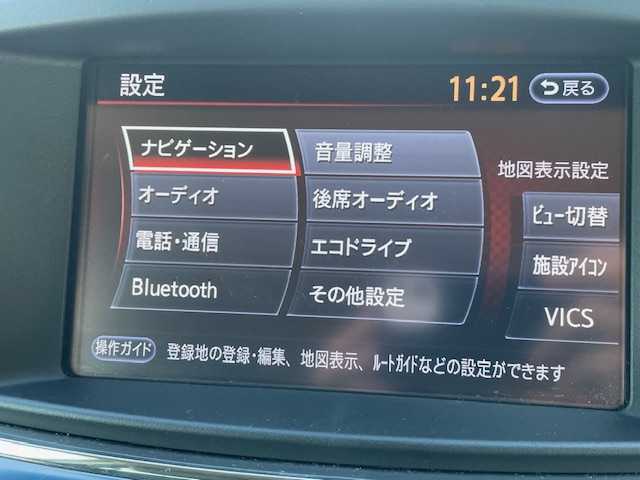 設定
11:21
戻る
ナビゲーション
音量調整
地図表示設定
オーディオ
後席オーディオ
ビュー切替
電話・通信
エコドライブ
施設アイコン
Bluetooth
その他設定
VICS
操作ガイド 登録地の登録・編集、地図表示、ルートガイドなどの設定ができます